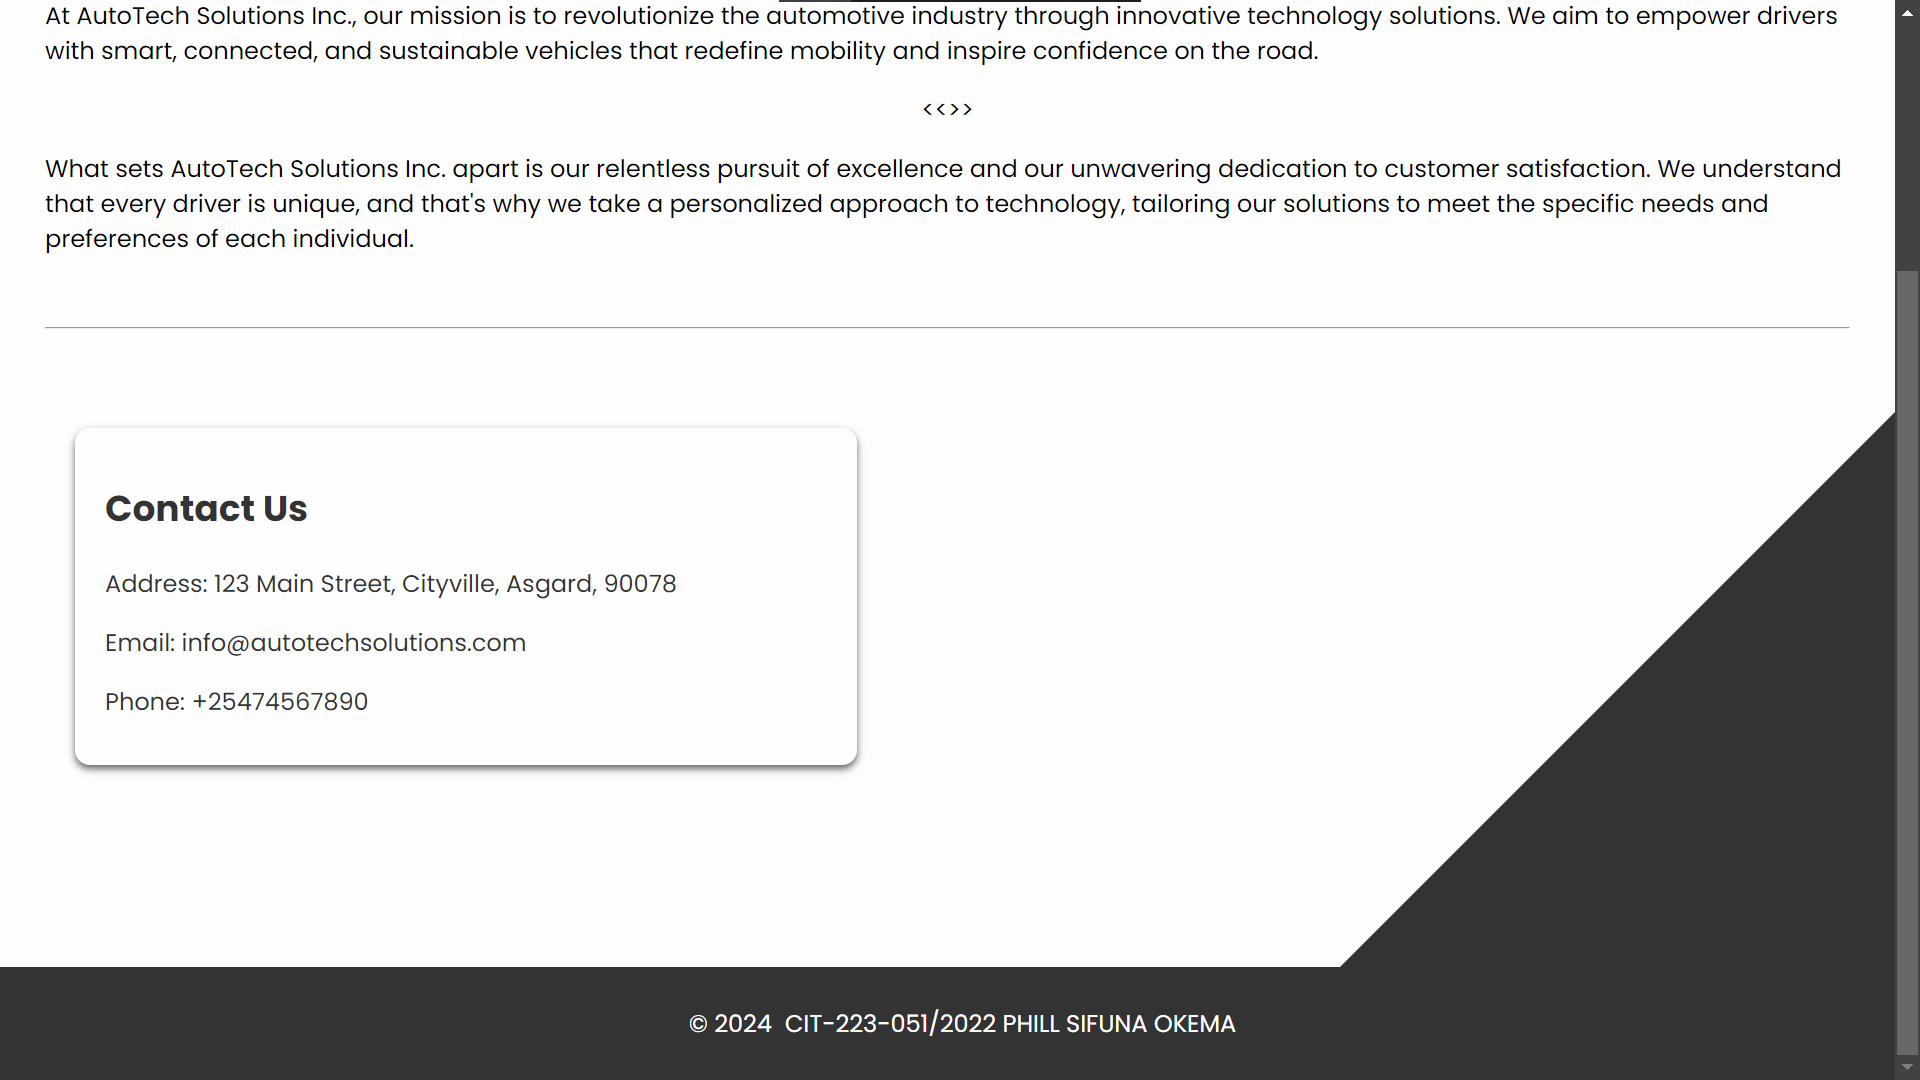 At AutoTech Solutions Inc., our mission is to revolutionize the automotive industry through innovative technology solutions. We aim to empower drivers
with smart, connected, and sustainable vehicles that redefine mobility and inspire confidence on the road.
<<>>
What sets AutoTech Solutions Inc. apart is our relentless pursuit of excellence and our unwavering dedication to customer satisfaction. We understand
that every driver is unique, and that's why we take a personalized approach to technology, tailoring our solutions to meet the specific needs and
preferences of each individual.
Contact Us
Address: 123 Main Street, Cityville, Asgard, 90078
Email: info@autotechsolutions.com
Phone: +25474567890
© 2024 CIT-223-051/2022 PHILL SIFUNA OKEMA